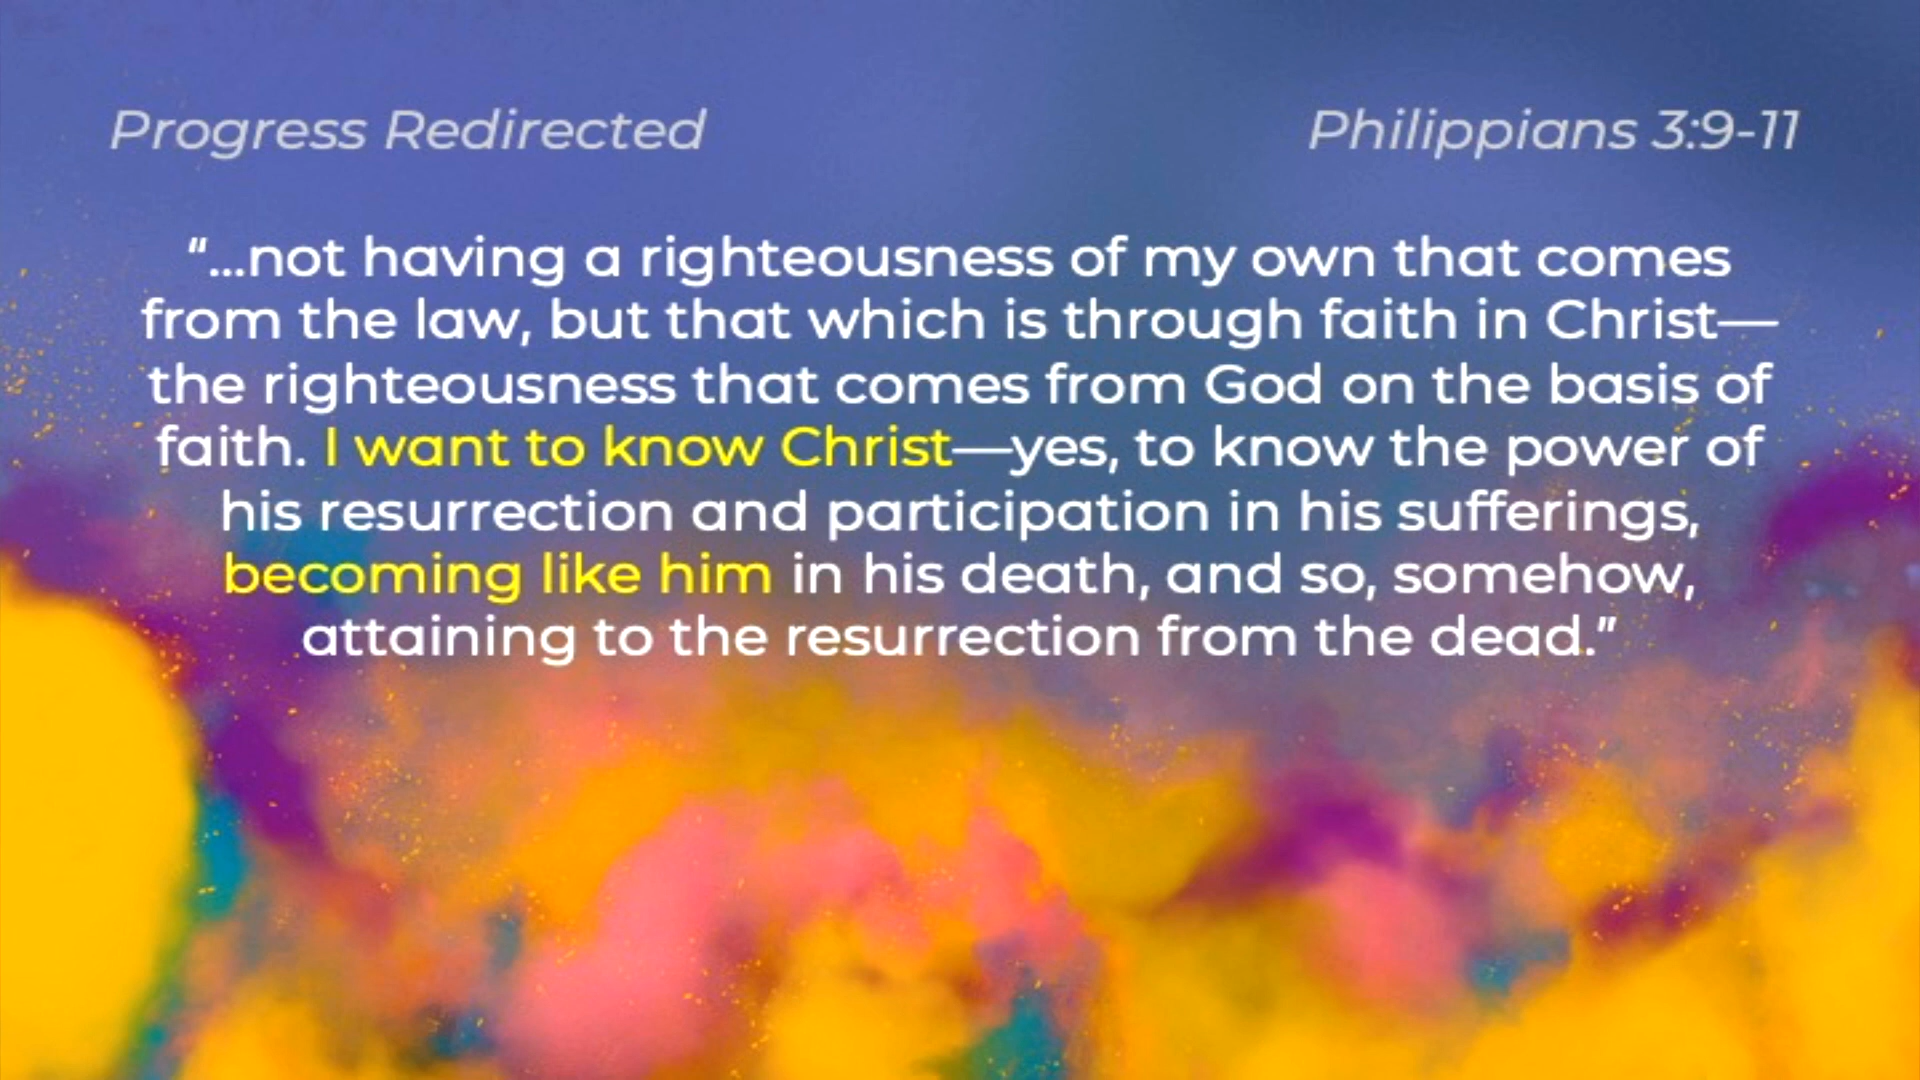 Progress Redirected
Philippians 3:9-11
"...not having a righteousness of my own that comes
from the law, but that which is through faith in Christ—
the righteousness that comes from God on the basis of
faith. I want to know Christ—yes, to know the power of
his resurrection and participation in his sufferings,
becoming like him in his death, and so, somehow,
attaining to the resurrection from the dead."